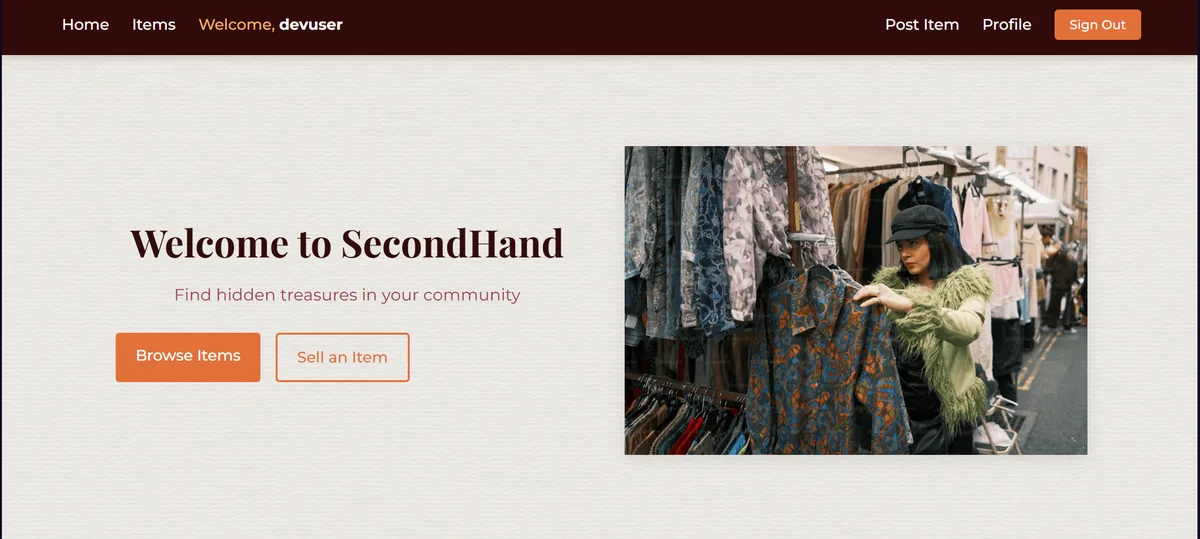 Home Items Welcome, devuser Post Item Profile Sign Out
Welcome to SecondHand
Find hidden treasures in your community
Browse Items Sell an Item